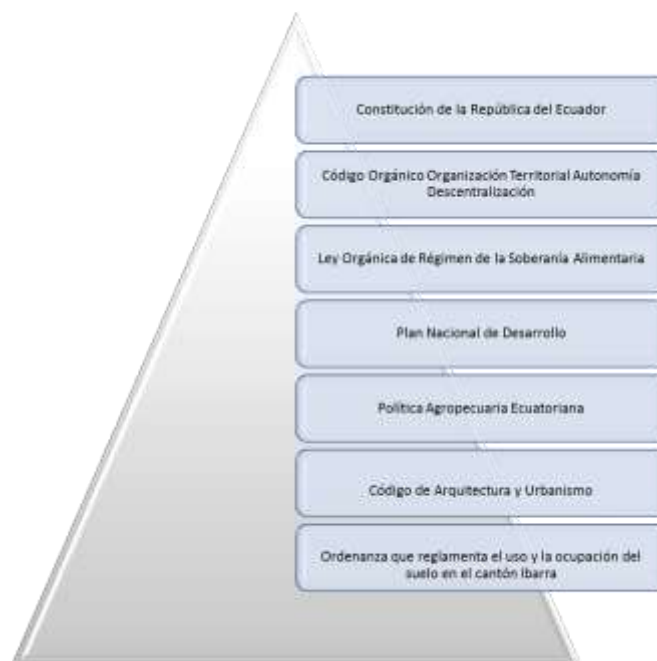 Constitución de la República del Ecuador
Código Orgánico Organización Territorial Autonomía
Descentralización
Ley Orgánica de Régimen de la Soberanía Alimentaria
Plan Nacional de Desarrollo
Política Agropecuaria Ecuatoriana
Código de Arquitectura y Urbanismo
Ordenanza que reglamenta el uso y la ocupación del
suelo en el cantón Ibarra